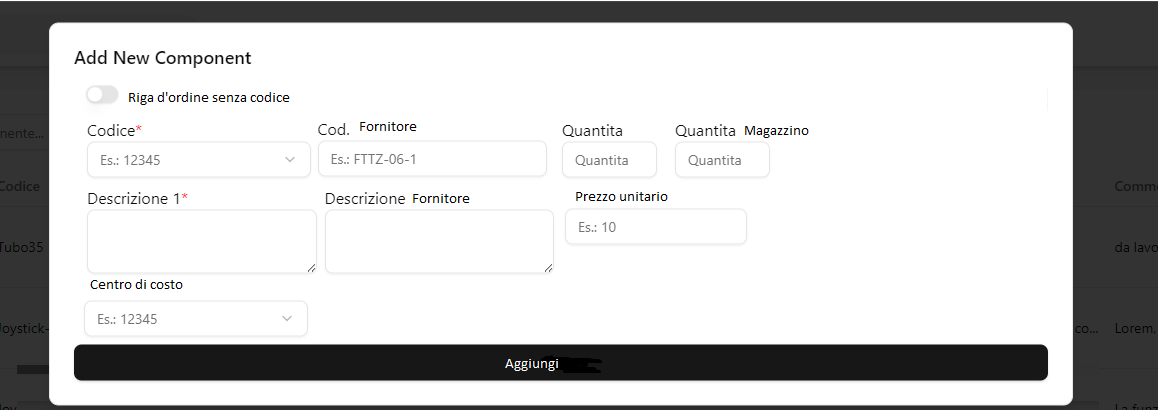 Add New Component
Riga d'ordine senza codice
Codice* Cod. Fornitore Quantita Quantita Magazzino
Es.: 12345 Es.: FTTZ-06-1 Quantita Quantita
Descrizione 1* Descrizione Fornitore Prezzo unitario
Es.: 10
Centro di costo
Es.: 12345
Aggiungi
nente...
Codice
Comme
Tubo35
da lavo
Joystick-
co... Lorem,
Joy
La funz